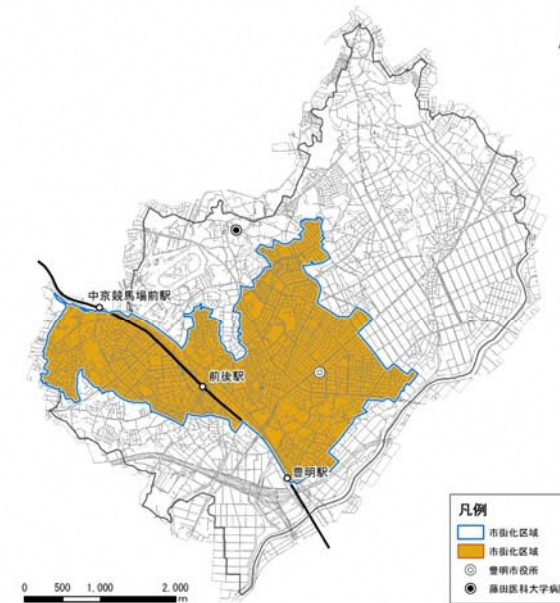 中京競馬場前駅
前後駅
豊明駅
凡例
市街化区域
市街化区域
豊明市役所
藤田医科大学病
0 500 1,000 2,000
m